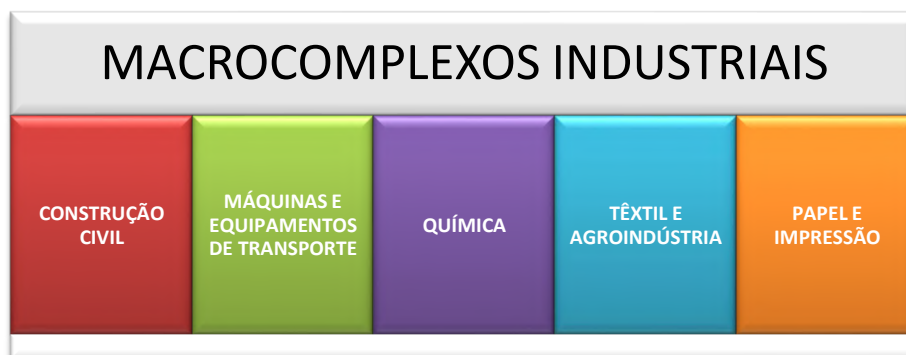 MACROCOMPLEXOS INDUSTRIAIS
CONSTRUÇÃO
CIVIL
MÁQUINAS E
EQUIPAMENTOS
DE TRANSPORTE
QUÍMICA
TÊXTIL E
AGROINDÚSTRIA
PAPEL E
IMPRESSÃO